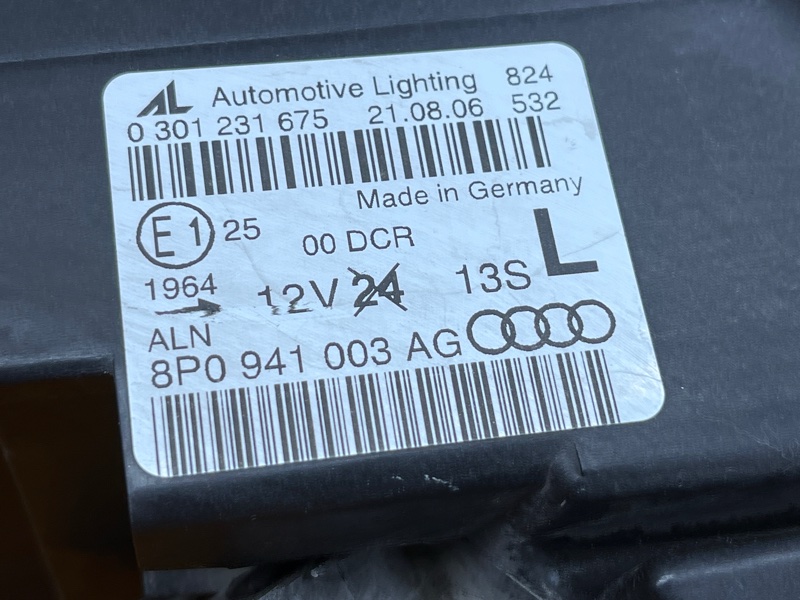 AL Automotive Lighting 824
0 301 231 675 21.08.06 532
Made in Germany
E1 25 00 DCR L
1964 12V 24 13S
ALN
8P0 941 003 AG